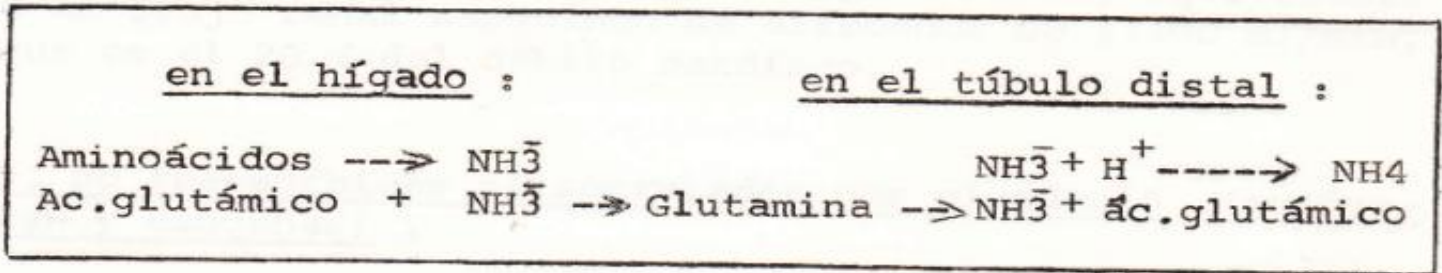 en el hígado : en el túbulo distal :
Aminoácidos ---> NH3̄ NH3̄ + H⁺ -----> NH4
Ac.glutámico + NH3̄ --> Glutamina --> NH3̄ + ác.glutámico